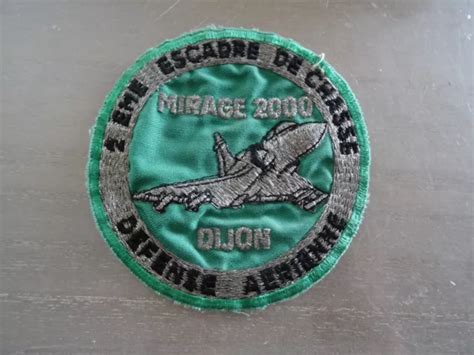 2 EME ESCADRE DE CHASSE
MIRAGE 2000
DIJON
DEFENSE AERIENNE